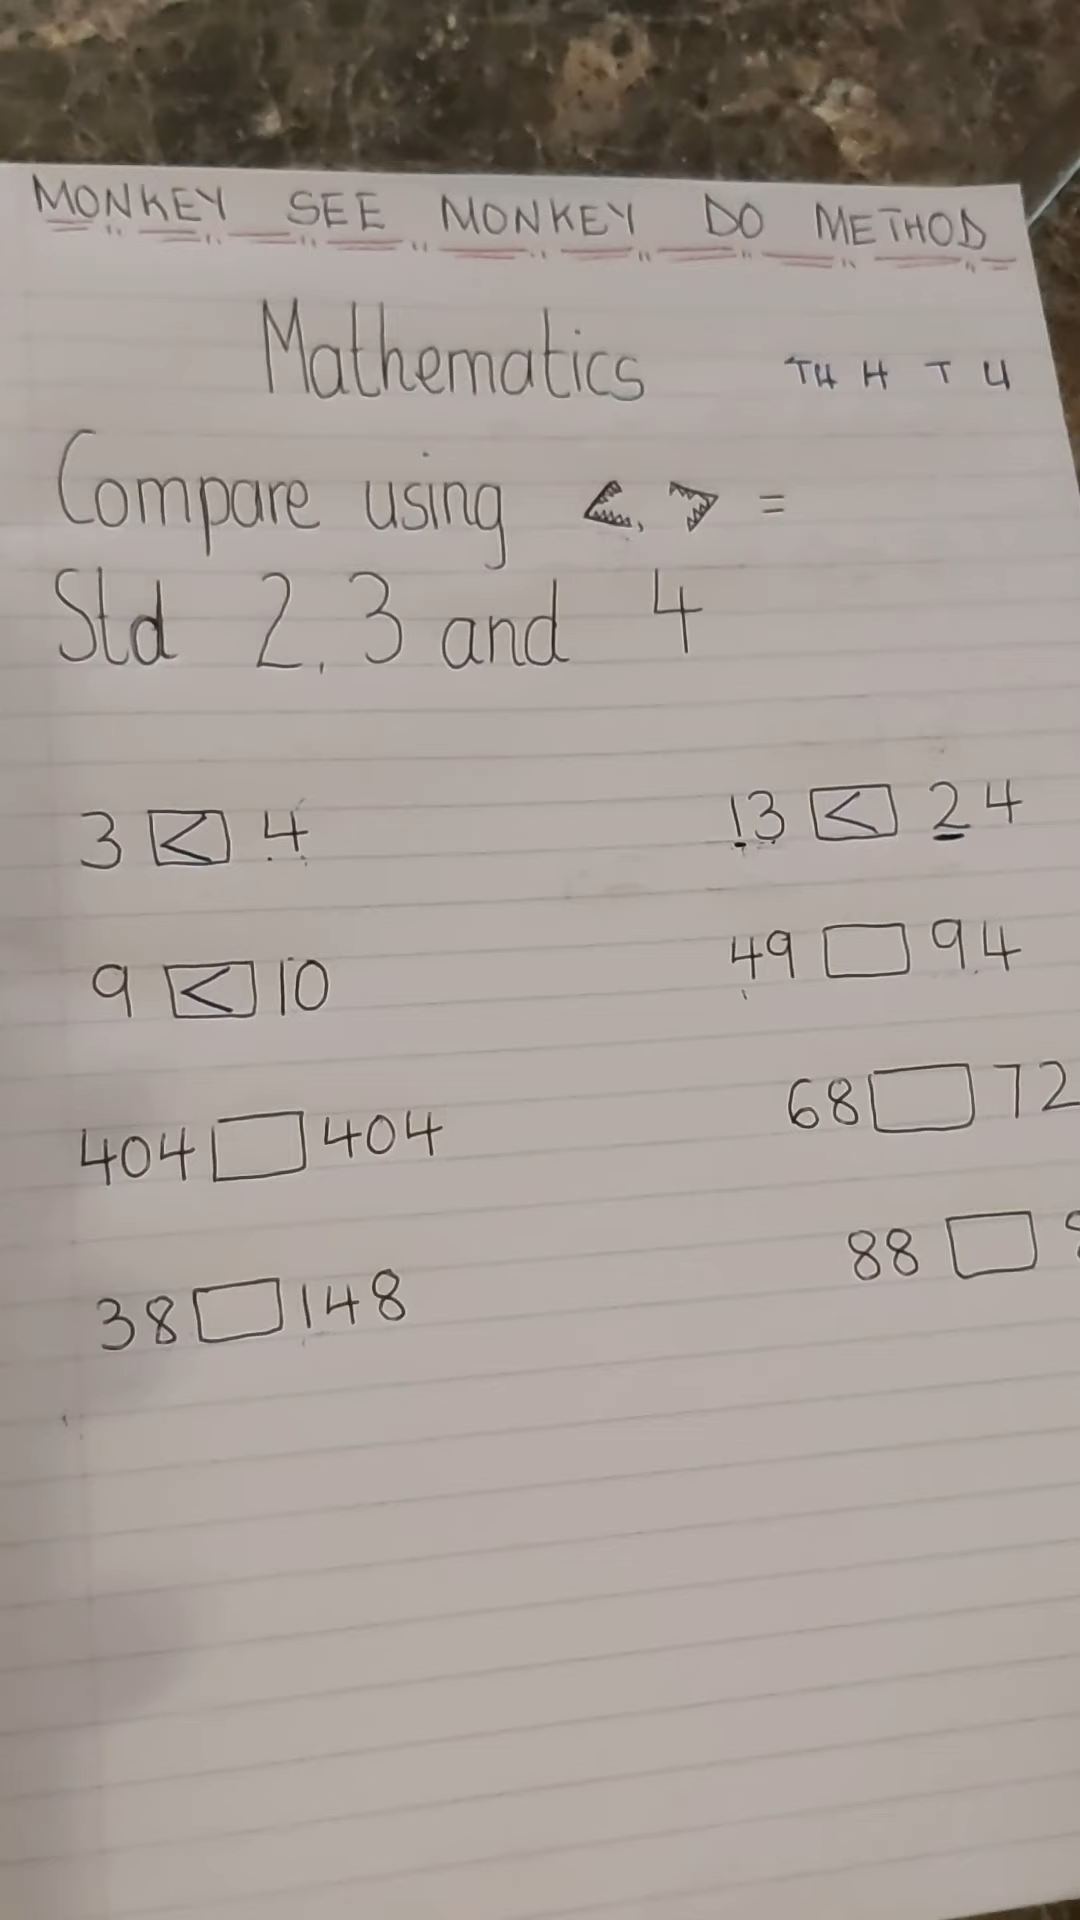 MONKEY SEE MONKEY DO METHOD
Mathematics TH H T U
Compare using <, > =
Std 2, 3 and 4
3 < 4 13 < 24
9 < 10 49 □ 94
404 □ 404 68 □ 72
38 □ 148 88 □